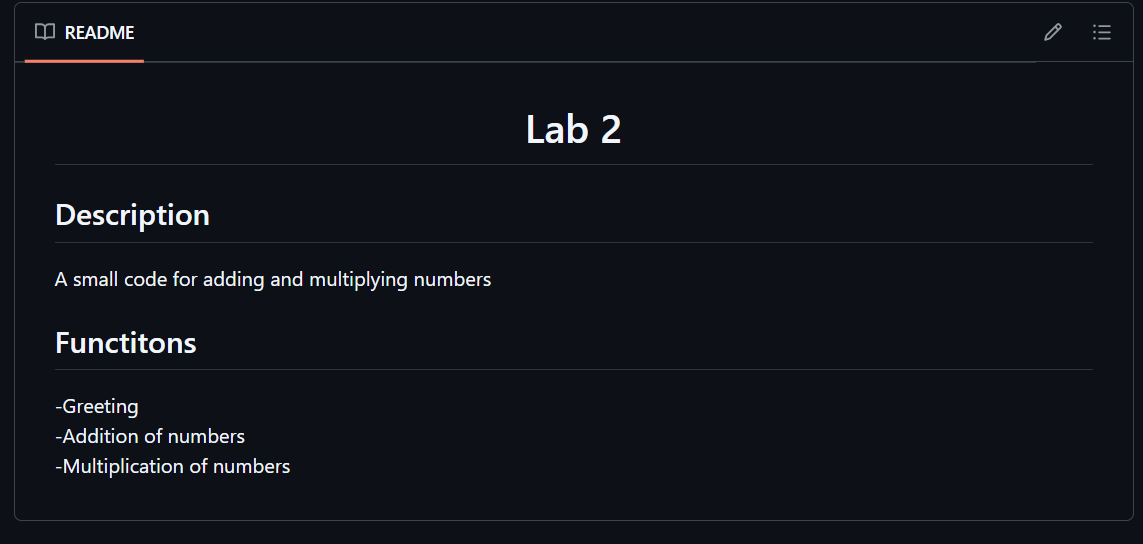 README
Lab 2
Description
A small code for adding and multiplying numbers
Functitons
-Greeting
-Addition of numbers
-Multiplication of numbers